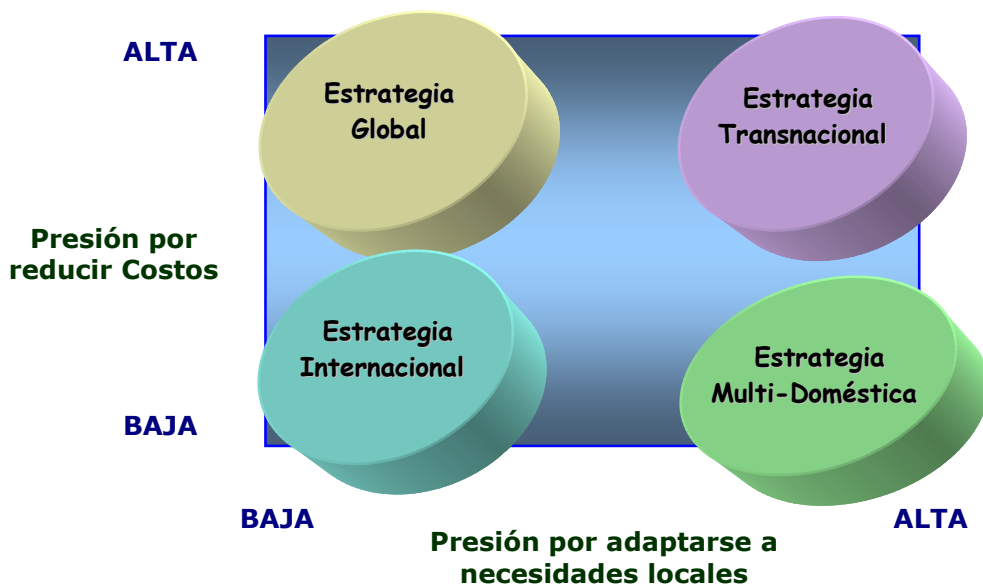 ALTA
Estrategia
Global
Estrategia
Transnacional
Presión por
reducir Costos
Estrategia
Internacional
Estrategia
Multi-Doméstica
BAJA
BAJA
ALTA
Presión por adaptarse a
necesidades locales